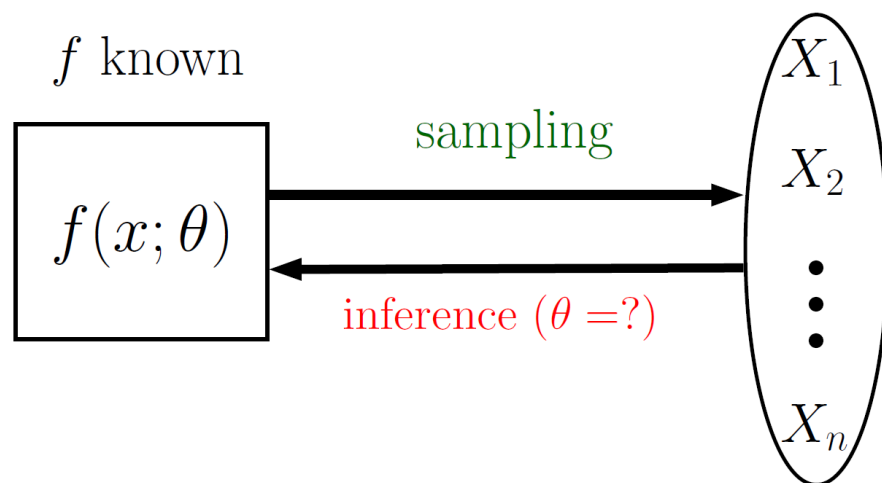 f known
f(x; θ)
sampling
inference (θ =?)
X₁
X₂
Xₙ